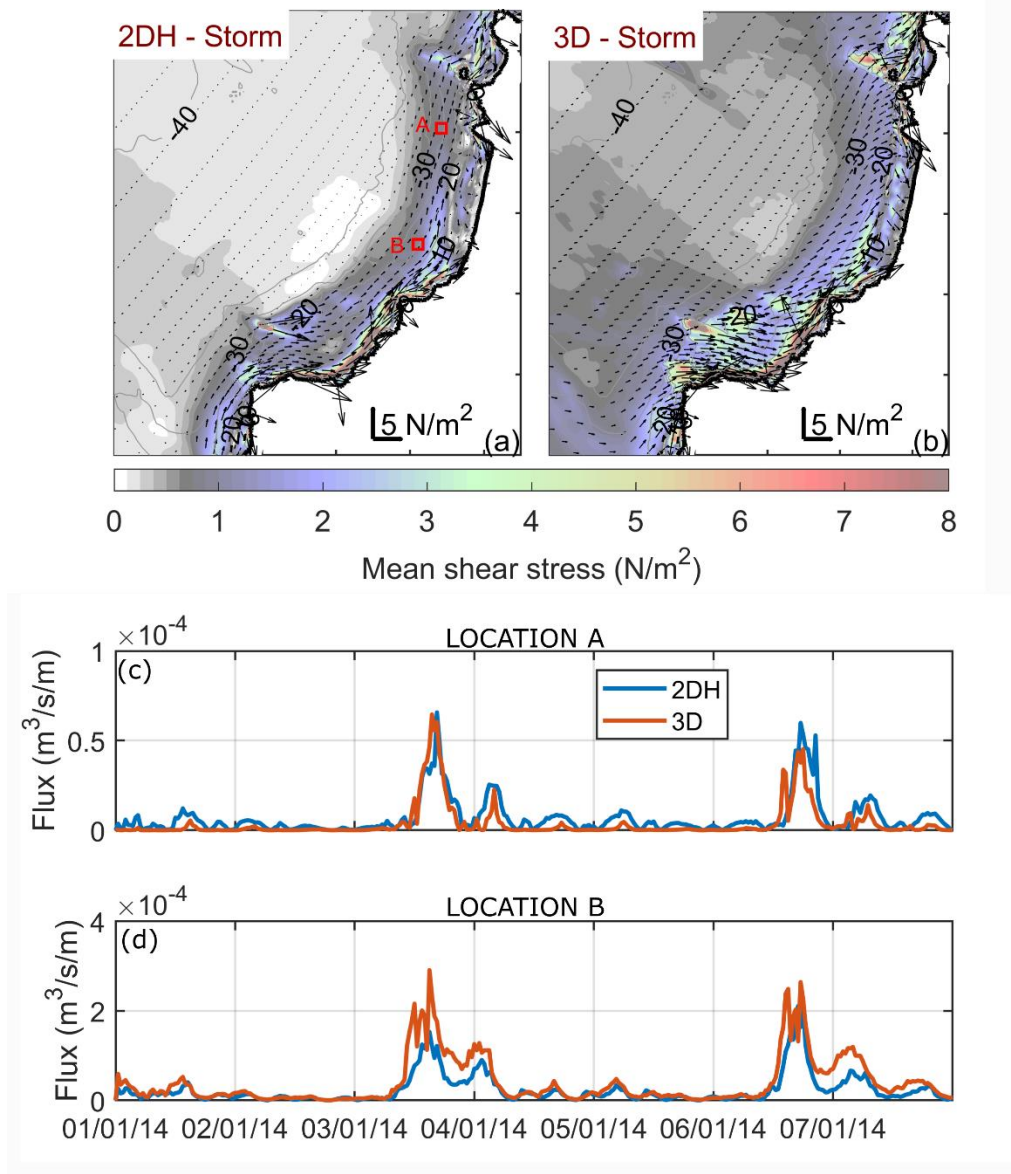 2DH - Storm
-40
A
-30
-20
B
-10
-20
-30
-20
5 N/m²
(a)
3D - Storm
-40
-30
-20
-10
-20
-30
-20
5 N/m²
(b)
0 1 2 3 4 5 6 7 8
Mean shear stress (N/m²)
×10⁻⁴
LOCATION A
(c)
1
0.5
0
Flux (m³/s/m)
2DH
3D
×10⁻⁴
LOCATION B
(d)
4
2
0
Flux (m³/s/m)
01/01/14 02/01/14 03/01/14 04/01/14 05/01/14 06/01/14 07/01/14